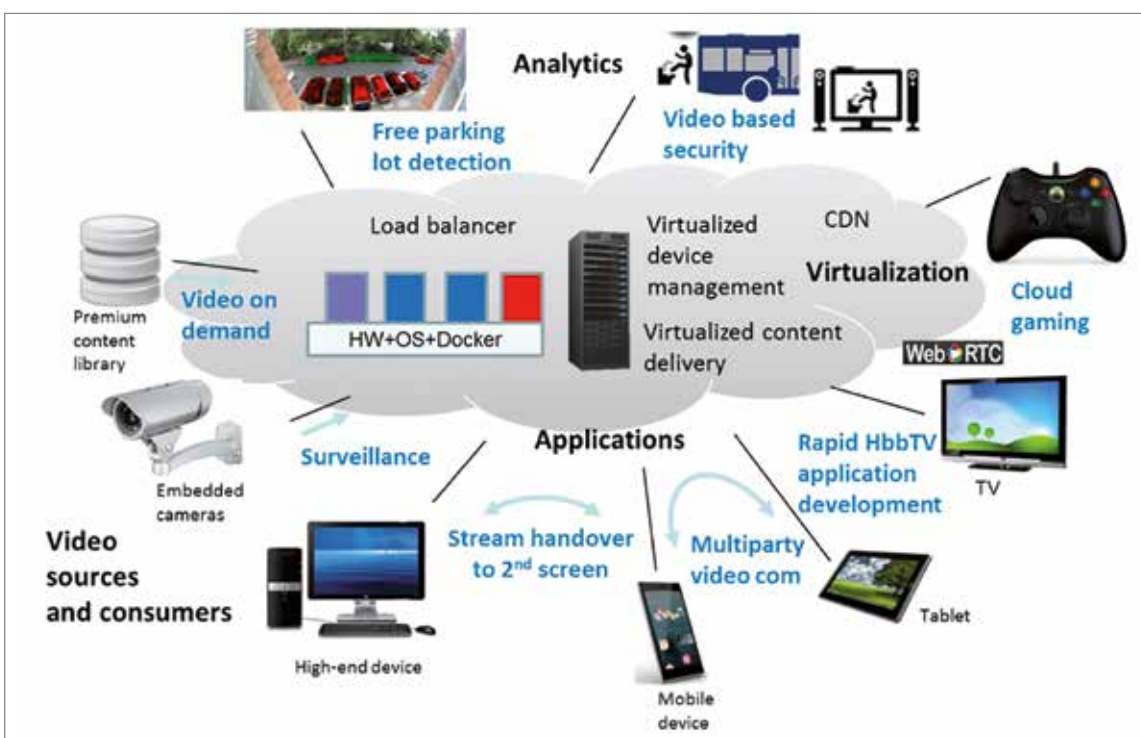 Analytics
Free parking
lot detection
Video based
security
Load balancer
Virtualized
device
management
CDN
Virtualization
Virtualized content
delivery
HW+OS+Docker
Video on
demand
Premium
content
library
Cloud
gaming
Web RTC
Embedded
cameras
Surveillance
Applications
Rapid HbbTV
application
development
TV
Video
sources
and consumers
Stream handover
to 2nd screen
Multiparty
video com
High-end device
Mobile
device
Tablet